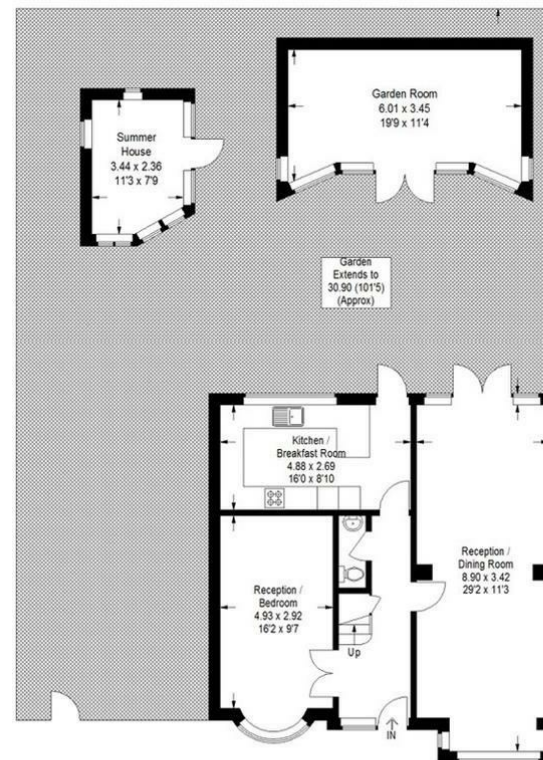 Garden Room
6.01 x 3.45
19'9 x 11'4
Summer
House
3.44 x 2.36
11'3 x 7'9
Garden
Extends to
30.90 (101'5)
(Approx)
Kitchen /
Breakfast Room
4.88 x 2.69
16'0 x 8'10
Reception /
Dining Room
8.90 x 3.42
29'2 x 11'3
Reception /
Bedroom
4.93 x 2.92
16'2 x 9'7
Up
IN